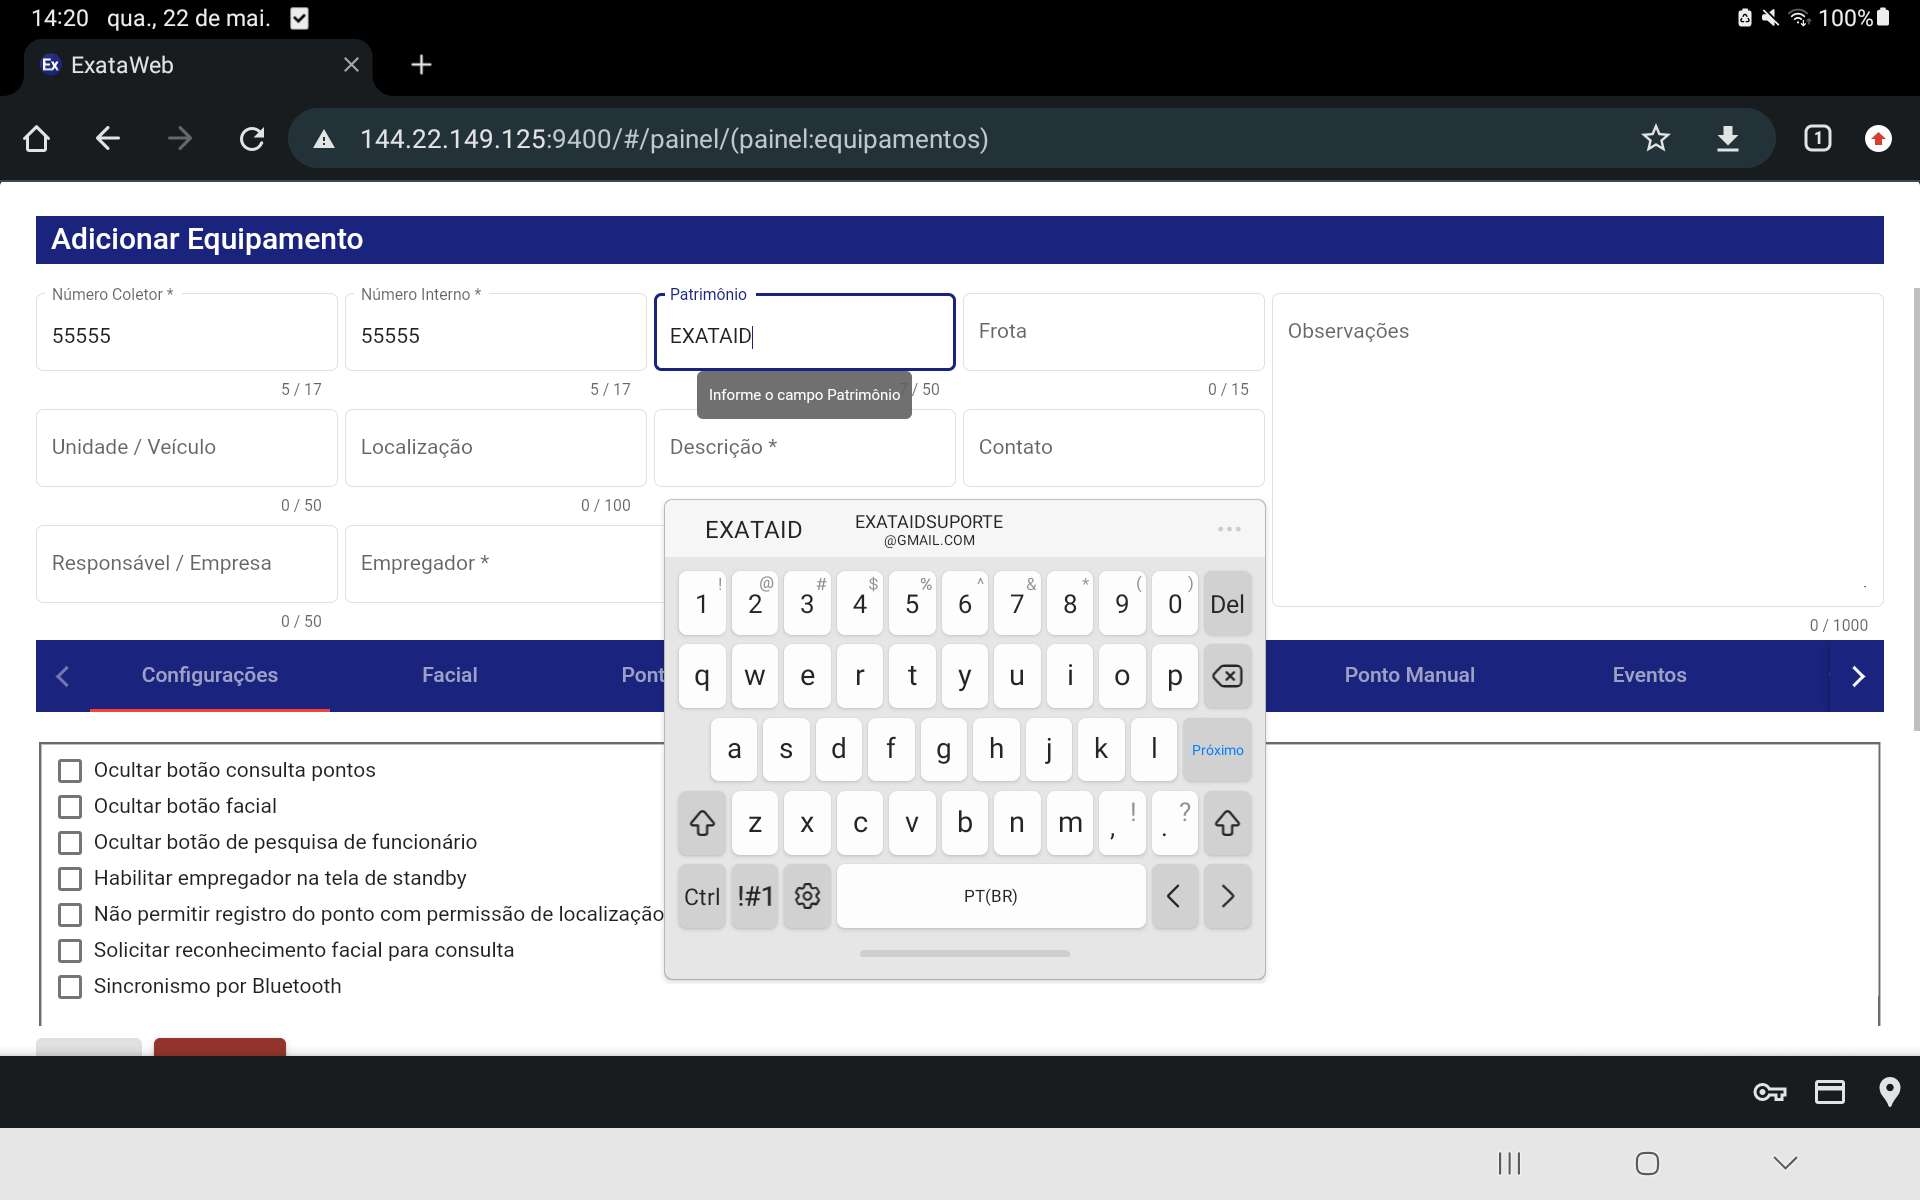 14:20 qua., 22 de mai. 100%
Ex ExataWeb
144.22.149.125:9400/#/painel/(painel:equipamentos) 1
Adicionar Equipamento
Número Coletor * Número Interno * Patrimônio
55555 55555 EXATAID Frota Observações
5 / 17 5 / 17 7 / 50 0 / 15
Informe o campo Patrimônio
Unidade / Veículo Localização Descrição * Contato
0 / 50 0 / 100
EXATAID EXATAIDSUPORTE
@GMAIL.COM
Responsável / Empresa Empregador *
0 / 50 0 / 1000
! @ # $ % ^ & * ( )
1 2 3 4 5 6 7 8 9 0 Del
Configurações Facial Pont Ponto Manual Eventos
q w e r t y u i o p
a s d f g h j k l Próximo
z x c v b n m , ! . ?
Ctrl !#1 PT(BR)
Ocultar botão consulta pontos
Ocultar botão facial
Ocultar botão de pesquisa de funcionário
Habilitar empregador na tela de standby
Não permitir registro do ponto com permissão de localização
Solicitar reconhecimento facial para consulta
Sincronismo por Bluetooth